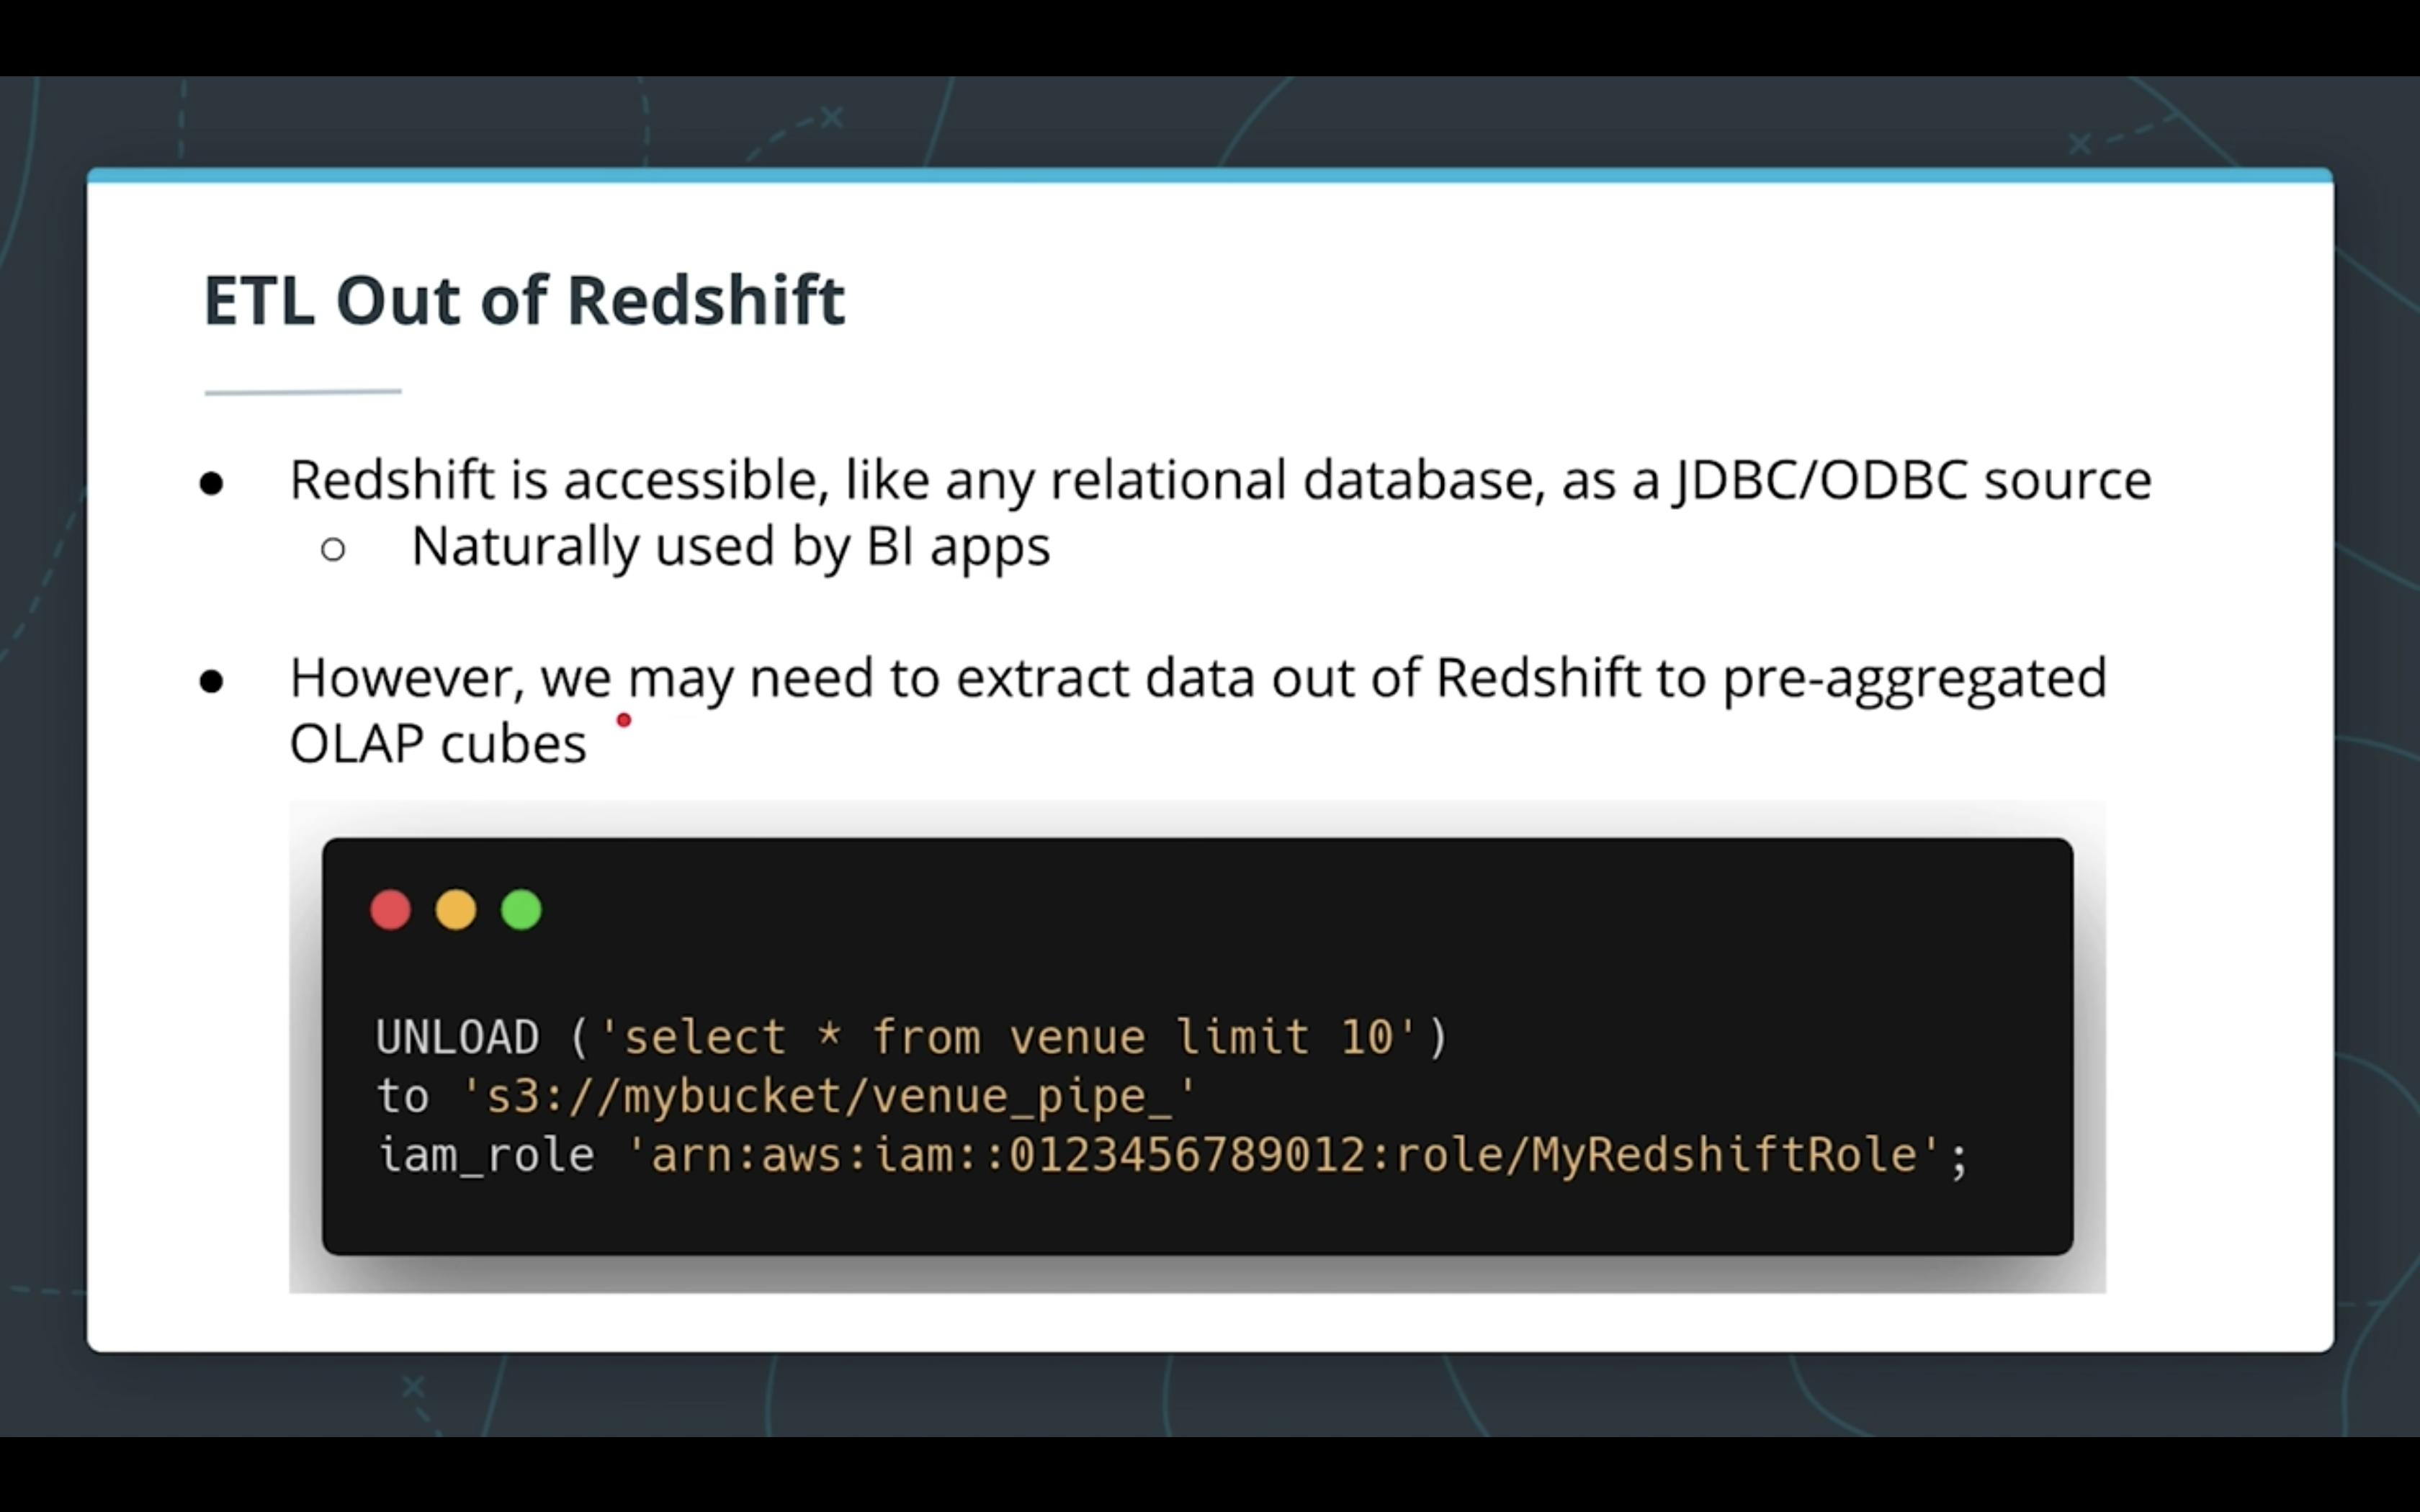 ETL Out of Redshift
● Redshift is accessible, like any relational database, as a JDBC/ODBC source
○ Naturally used by BI apps
● However, we may need to extract data out of Redshift to pre-aggregated
OLAP cubes
UNLOAD ('select * from venue limit 10')
to 's3://mybucket/venue_pipe_'
iam_role 'arn:aws:iam::0123456789012:role/MyRedshiftRole';